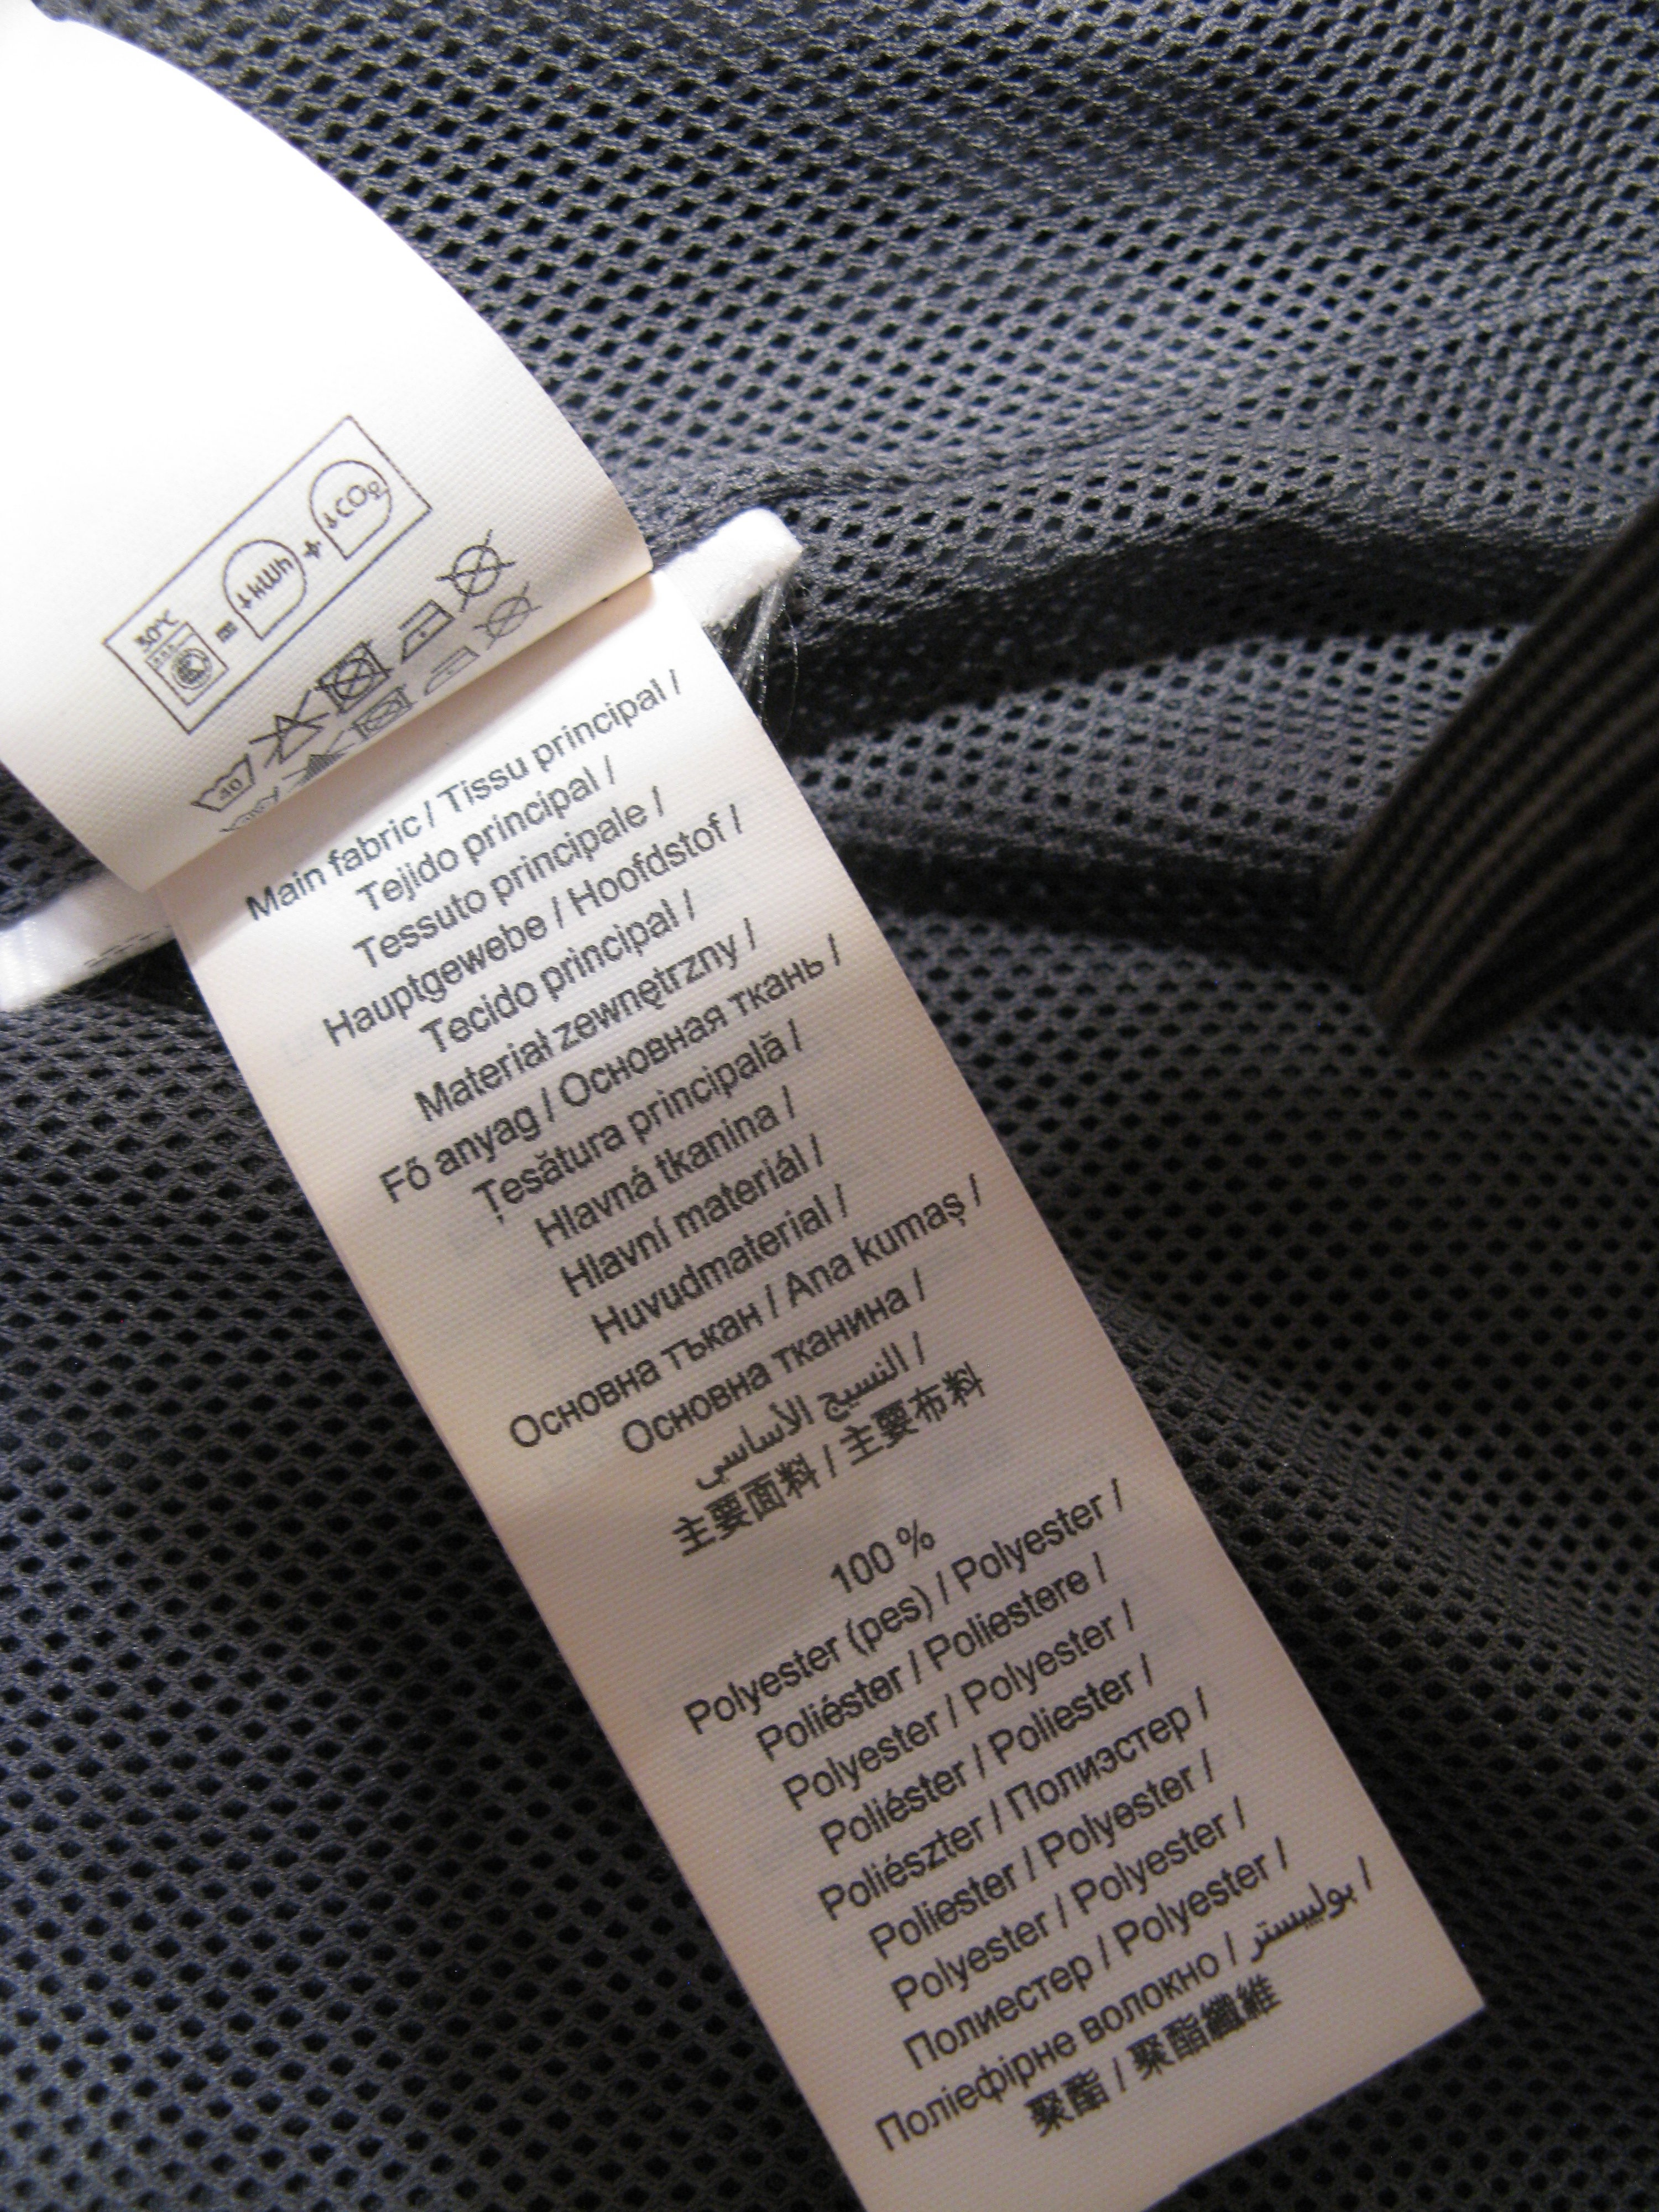 30°C
= kWh + CO2
30
Main fabric / Tissu principal /
Tejido principal /
Tessuto principale /
Hauptgewebe / Hoofdstof /
Tecido principal /
Materiał zewnętrzny /
Fő anyag / Основная ткань /
Țesătura principală /
Hlavná tkanina /
Hlavní materiál /
Huvudmaterial /
Основна тъкан / Ana kumaş /
Основна тканина /
النسيج الأساسي /
主要面料 / 主要布料
100 %
Polyester (pes) / Polyester /
Poliéster / Poliestere /
Polyester / Polyester /
Poliéster / Poliester /
Poliészter / Полиэстер /
Poliester / Polyester /
Polyester / Polyester /
Полиестер / Polyester /
Поліефірне волокно / بوليستر /
聚酯 / 聚酯纖維